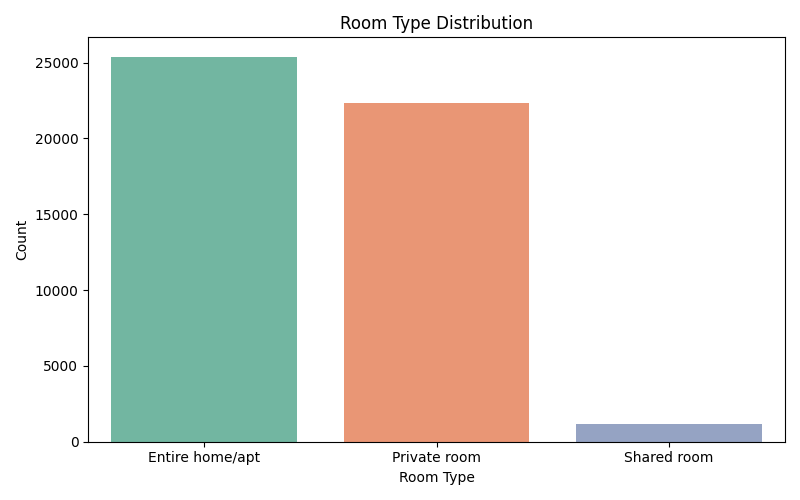 Room Type Distribution
25000
20000
15000
10000
5000
0
Count
Entire home/apt
Private room
Shared room
Room Type